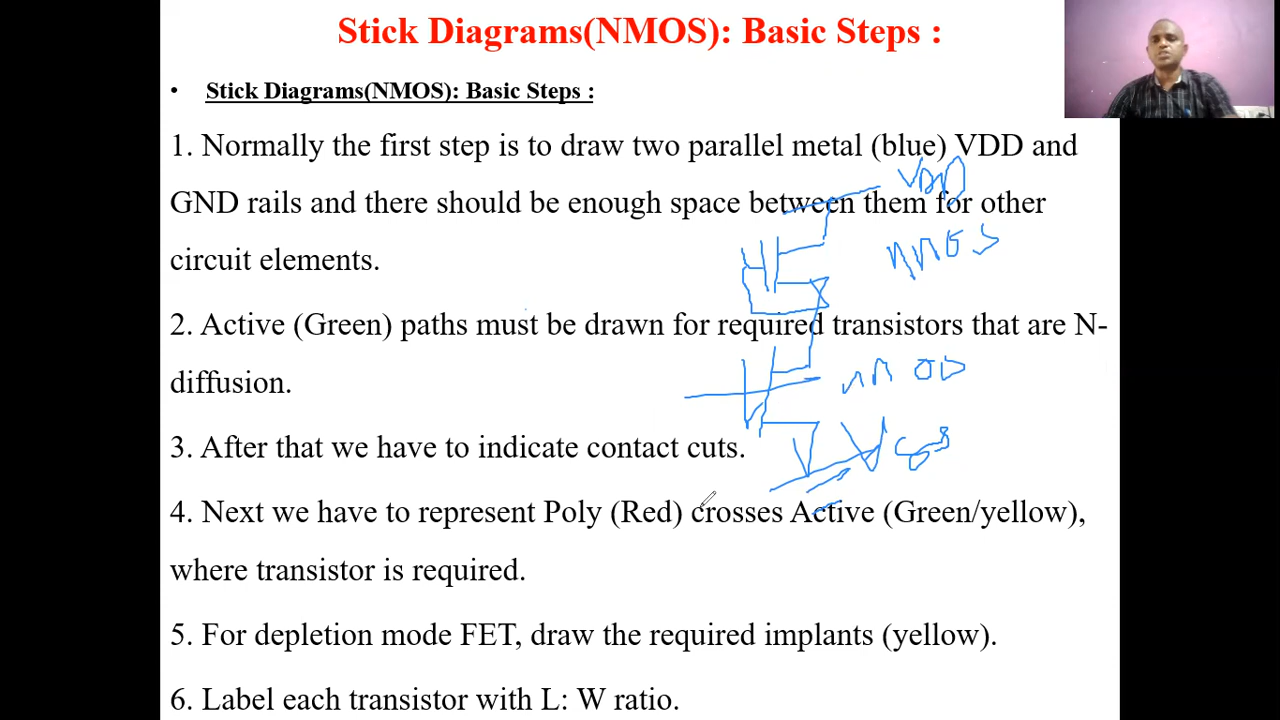 Stick Diagrams(NMOS): Basic Steps :
• Stick Diagrams(NMOS): Basic Steps :
1. Normally the first step is to draw two parallel metal (blue) VDD and
GND rails and there should be enough space between them for other
circuit elements.
2. Active (Green) paths must be drawn for required transistors that are N-
diffusion.
3. After that we have to indicate contact cuts.
4. Next we have to represent Poly (Red) crosses Active (Green/yellow),
where transistor is required.
5. For depletion mode FET, draw the required implants (yellow).
6. Label each transistor with L: W ratio.
VDD